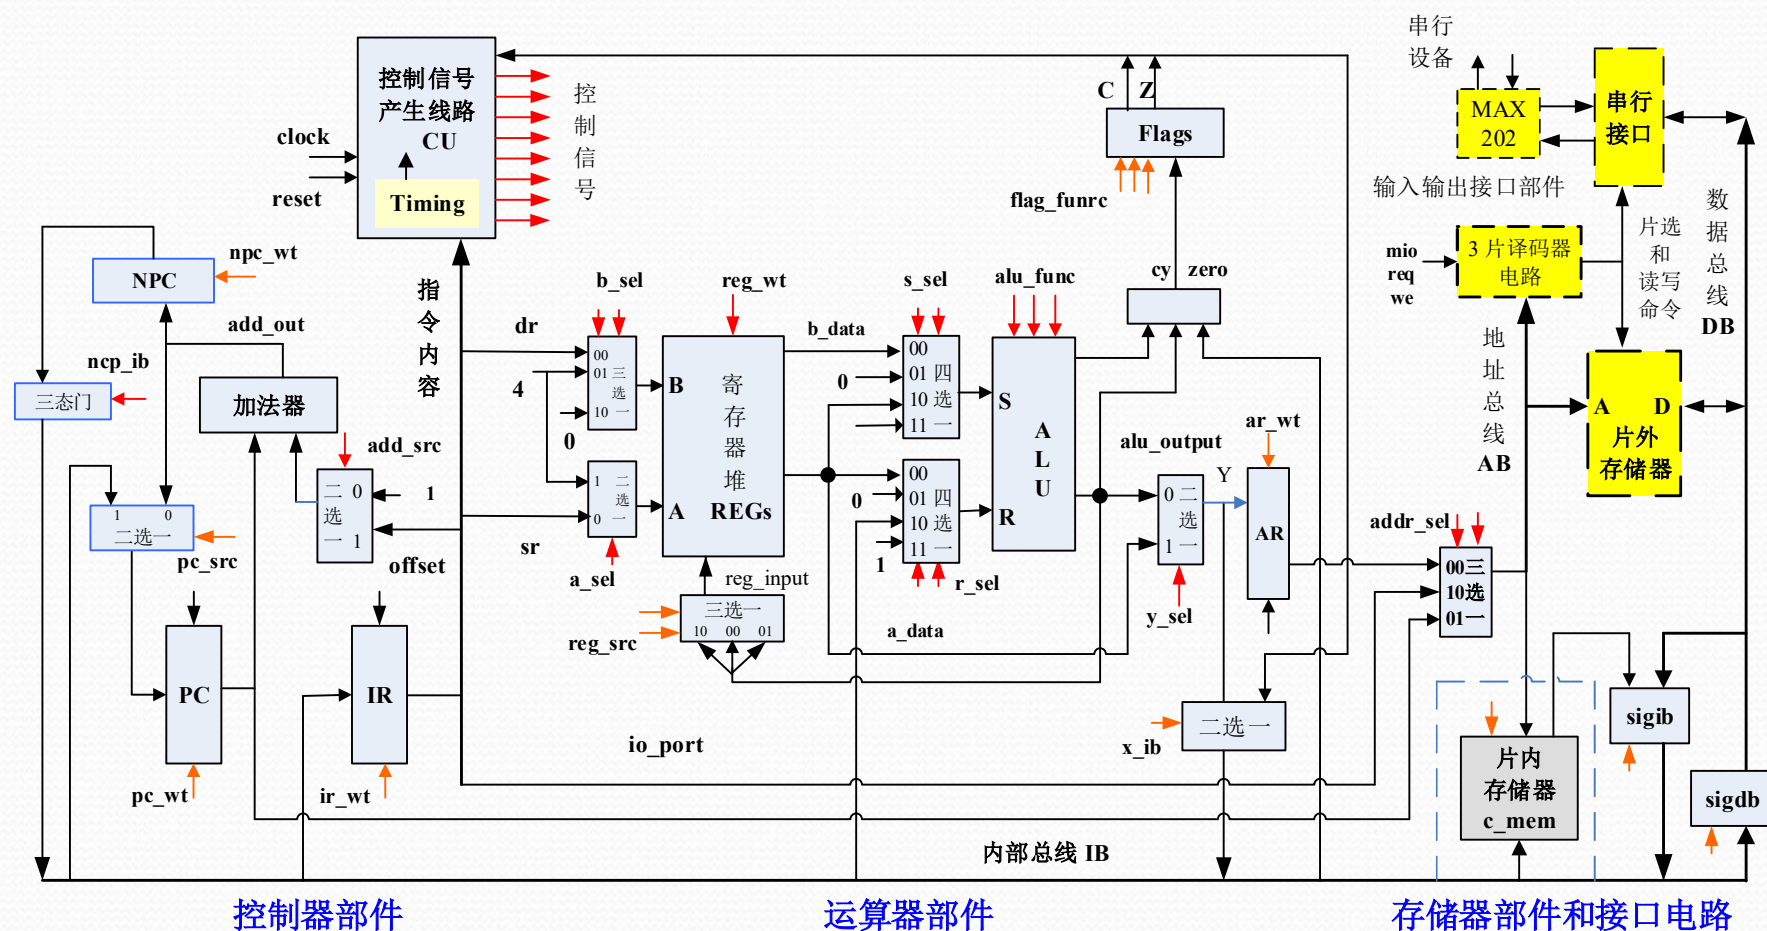 串行
设备
MAX
202
串行
接口
控制信号
产生线路
CU
Timing
clock
reset
控制信号
C
Z
Flags
flag_funrc
输入输出接口部件
数据总线
DB
3 片译码器
电路
mio
req
we
片选
和
读写
命令
npc_wt
NPC
add_out
ncp_ib
三态门
加法器
add_src
二选一
0
1
1
offset
1
0
二选一
pc_src
PC
pc_wt
IR
ir_wt
指令内容
dr
4
0
sr
b_sel
00
01
10
三选一
1
0
二选一
a_sel
reg_wt
B
A
寄存器堆
REGs
reg_input
三选一
10
00
01
reg_src
b_data
a_data
s_sel
0
00
01
10
11
四选一
0
1
00
01
10
11
四选一
r_sel
alu_func
S
R
ALU
cy
zero
alu_output
0
1
二选一
y_sel
Y
ar_wt
AR
二选一
x_ib
io_port
addr_sel
00
10
01
三选一
地址总线
AB
A
D
片外
存储器
片内
存储器
c_mem
sigib
sigdb
内部总线 IB
控制器部件
运算器部件
存储器部件和接口电路